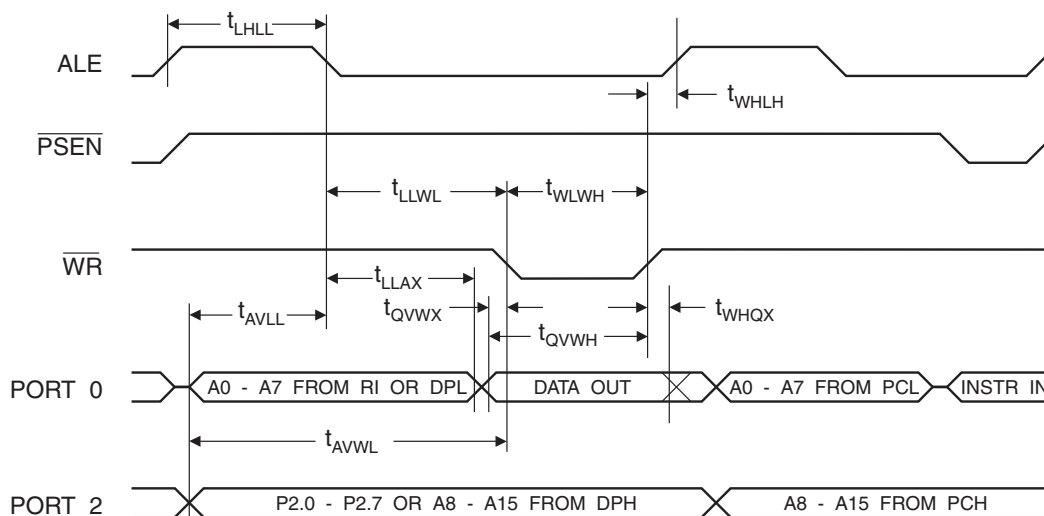 tLHLL
ALE
tWHLH
PSEN
tLLWL
tWLWH
WR
tLLAX
tAVLL
tQVWX
tWHQX
tQVWH
PORT 0
A0 - A7 FROM RI OR DPL
DATA OUT
A0 - A7 FROM PCL
INSTR IN
tAVWL
PORT 2
P2.0 - P2.7 OR A8 - A15 FROM DPH
A8 - A15 FROM PCH